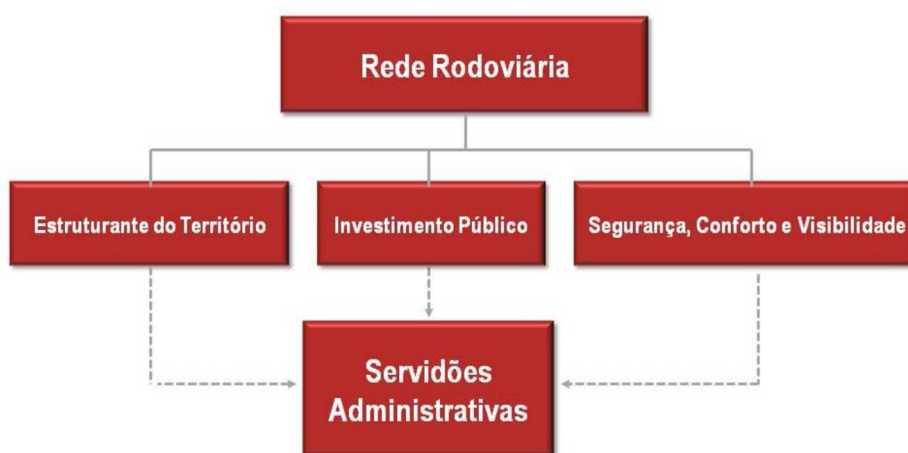 Rede Rodoviária
Estruturante do Território
Investimento Público
Segurança, Conforto e Visibilidade
Servidões
Administrativas